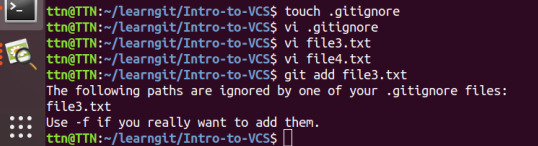 ttn@TTN:~/learngit/Intro-to-VCS$ touch .gitignore
ttn@TTN:~/learngit/Intro-to-VCS$ vi .gitignore
ttn@TTN:~/learngit/Intro-to-VCS$ vi file3.txt
ttn@TTN:~/learngit/Intro-to-VCS$ vi file4.txt
ttn@TTN:~/learngit/Intro-to-VCS$ git add file3.txt
The following paths are ignored by one of your .gitignore files:
file3.txt
Use -f if you really want to add them.
ttn@TTN:~/learngit/Intro-to-VCS$